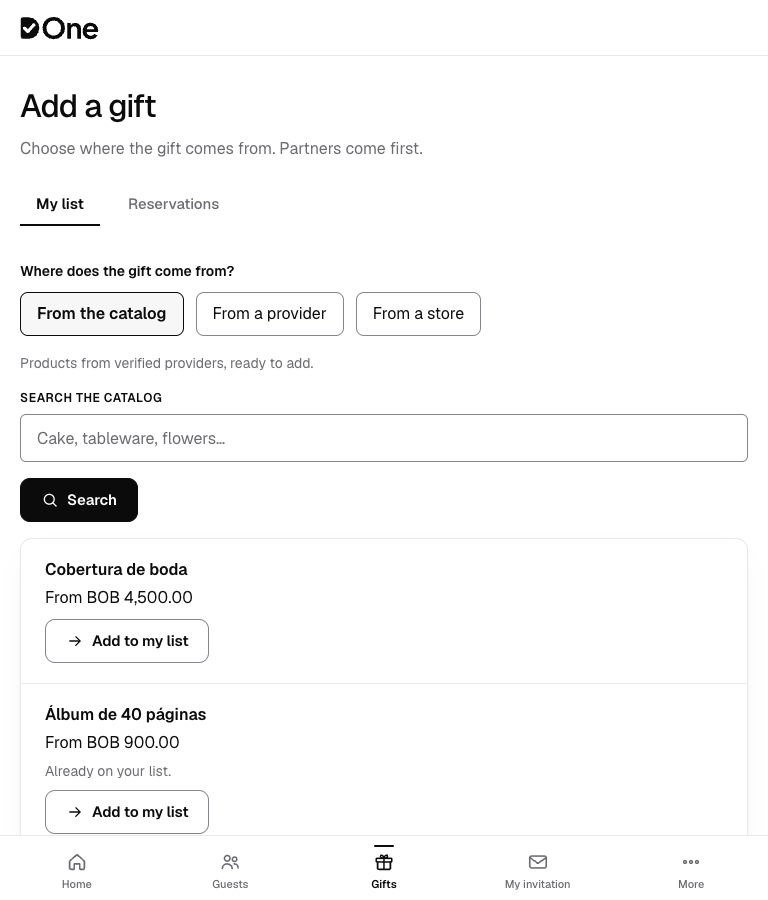 One
Add a gift
Choose where the gift comes from. Partners come first.
My list
Reservations
Where does the gift come from?
From the catalog
From a provider
From a store
Products from verified providers, ready to add.
SEARCH THE CATALOG
Cake, tableware, flowers…
Search
Cobertura de boda
From BOB 4,500.00
Add to my list
Álbum de 40 páginas
From BOB 900.00
Already on your list.
Add to my list
Home
Guests
Gifts
My invitation
More